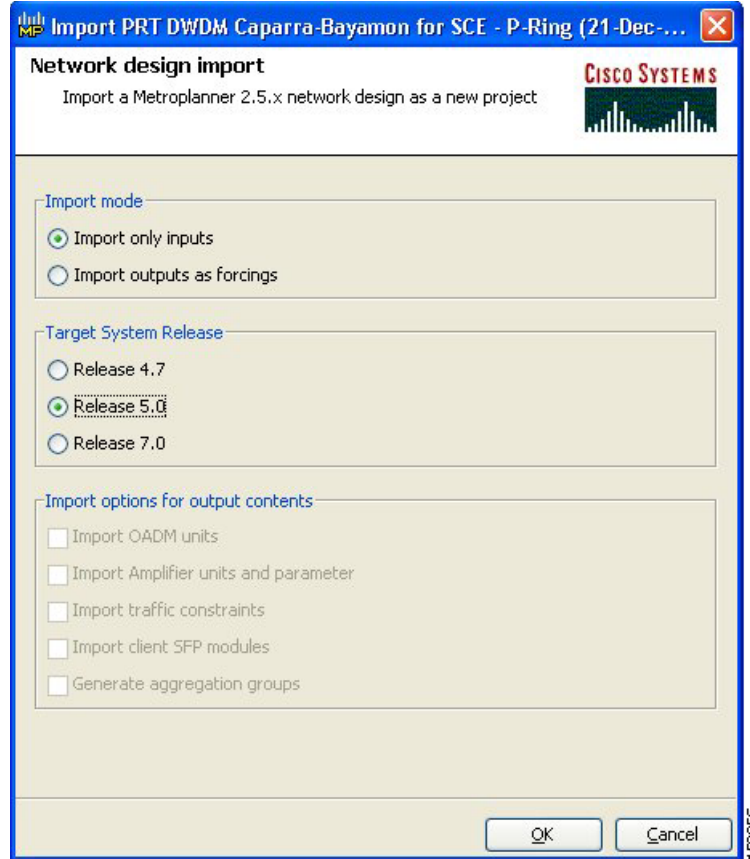 MP Import PRT DWDM Caparra-Bayamon for SCE - P-Ring (21-Dec-...
Network design import
Import a Metroplanner 2.5.x network design as a new project
CISCO SYSTEMS
Import mode
Import only inputs
Import outputs as forcings
Target System Release
Release 4.7
Release 5.0
Release 7.0
Import options for output contents
Import OADM units
Import Amplifier units and parameter
Import traffic constraints
Import client SFP modules
Generate aggregation groups
OK
Cancel